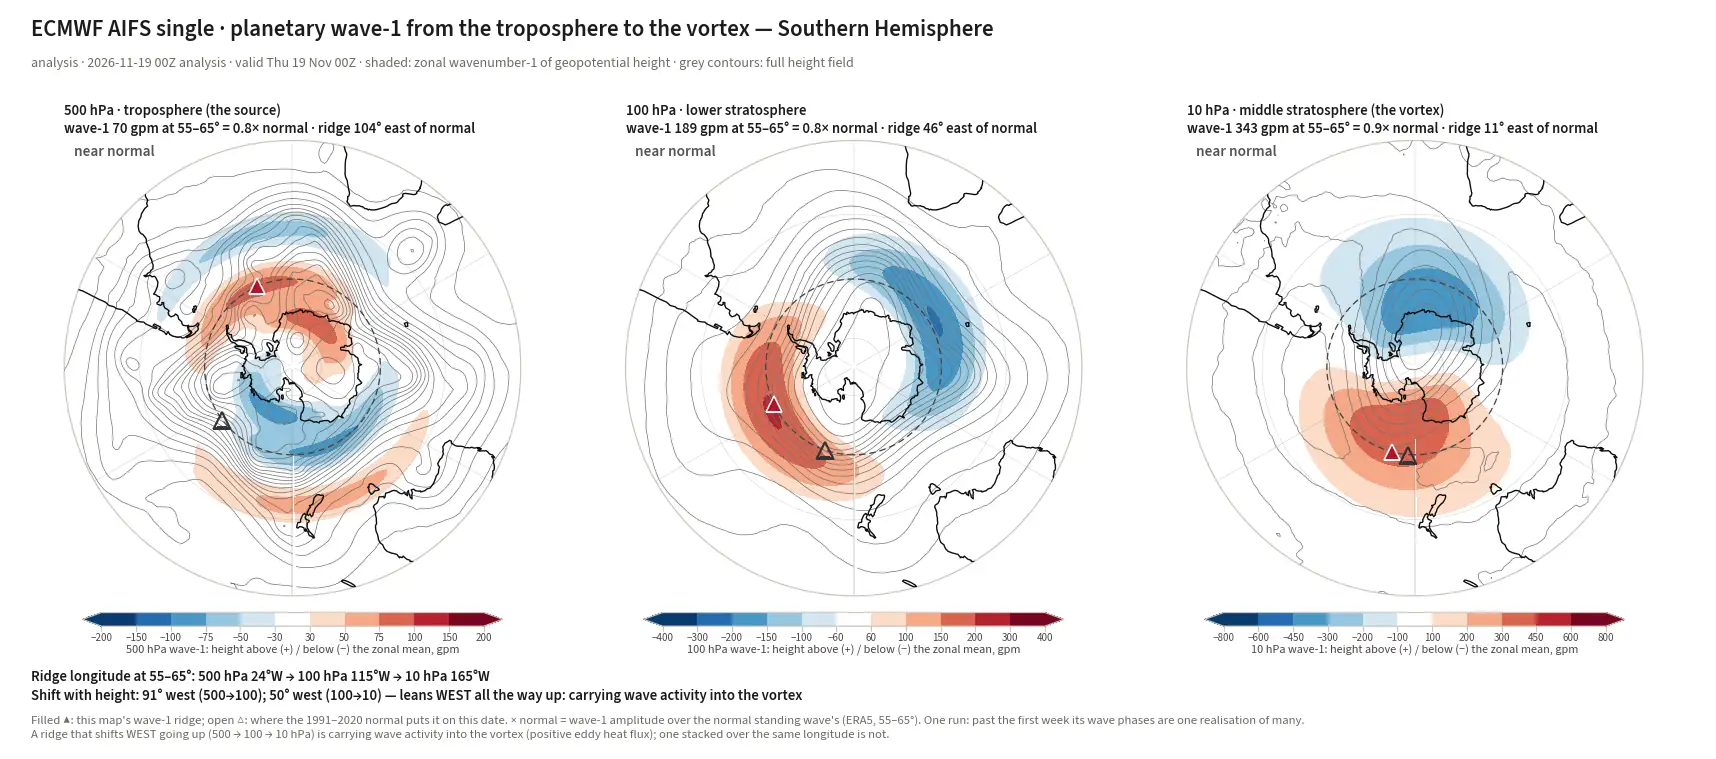 ECMWF AIFS single · planetary wave-1 from the troposphere to the vortex — Southern Hemisphere
analysis · 2026-11-19 00Z analysis · valid Thu 19 Nov 00Z · shaded: zonal wavenumber-1 of geopotential height · grey contours: full height field
500 hPa · troposphere (the source)
wave-1 70 gpm at 55–65° = 0.8× normal · ridge 104° east of normal
near normal
100 hPa · lower stratosphere
wave-1 189 gpm at 55–65° = 0.8× normal · ridge 46° east of normal
near normal
10 hPa · middle stratosphere (the vortex)
wave-1 343 gpm at 55–65° = 0.9× normal · ridge 11° east of normal
near normal
−200 −150 −100 −75 −50 −30 30 50 75 100 150 200
500 hPa wave-1: height above (+) / below (−) the zonal mean, gpm
−400 −300 −200 −150 −100 −60 60 100 150 200 300 400
100 hPa wave-1: height above (+) / below (−) the zonal mean, gpm
−800 −600 −450 −300 −200 −100 100 200 300 450 600 800
10 hPa wave-1: height above (+) / below (−) the zonal mean, gpm
Ridge longitude at 55–65°: 500 hPa 24°W → 100 hPa 115°W → 10 hPa 165°W
Shift with height: 91° west (500→100); 50° west (100→10) — leans WEST all the way up: carrying wave activity into the vortex
Filled ▲: this map's wave-1 ridge; open △: where the 1991–2020 normal puts it on this date. × normal = wave-1 amplitude over the normal standing wave's (ERA5, 55–65°). One run: past the first week its wave phases are one realisation of many.
A ridge that shifts WEST going up (500 → 100 → 10 hPa) is carrying wave activity into the vortex (positive eddy heat flux); one stacked over the same longitude is not.